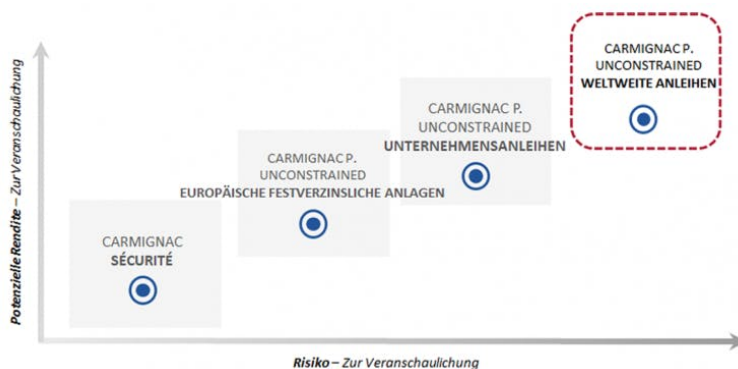 CARMIGNAC P.
UNCONSTRAINED
WELTWEITE ANLEIHEN
CARMIGNAC P.
UNCONSTRAINED
UNTERNEHMENSANLEIHEN
CARMIGNAC P.
UNCONSTRAINED
EUROPÄISCHE FESTVERZINSLICHE ANLAGEN
CARMIGNAC
SÉCURITÉ
Potenzielle Rendite – Zur Veranschaulichung
Risiko – Zur Veranschaulichung